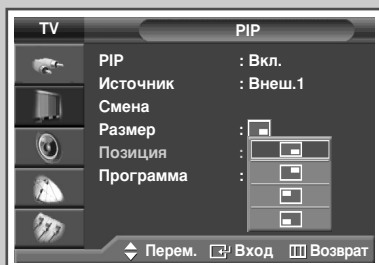 TV PIP
PIP : Вкл.
Источник : Внеш.1
Смена
Размер :
Позиция :
Программа :
Перем. Вход Возврат